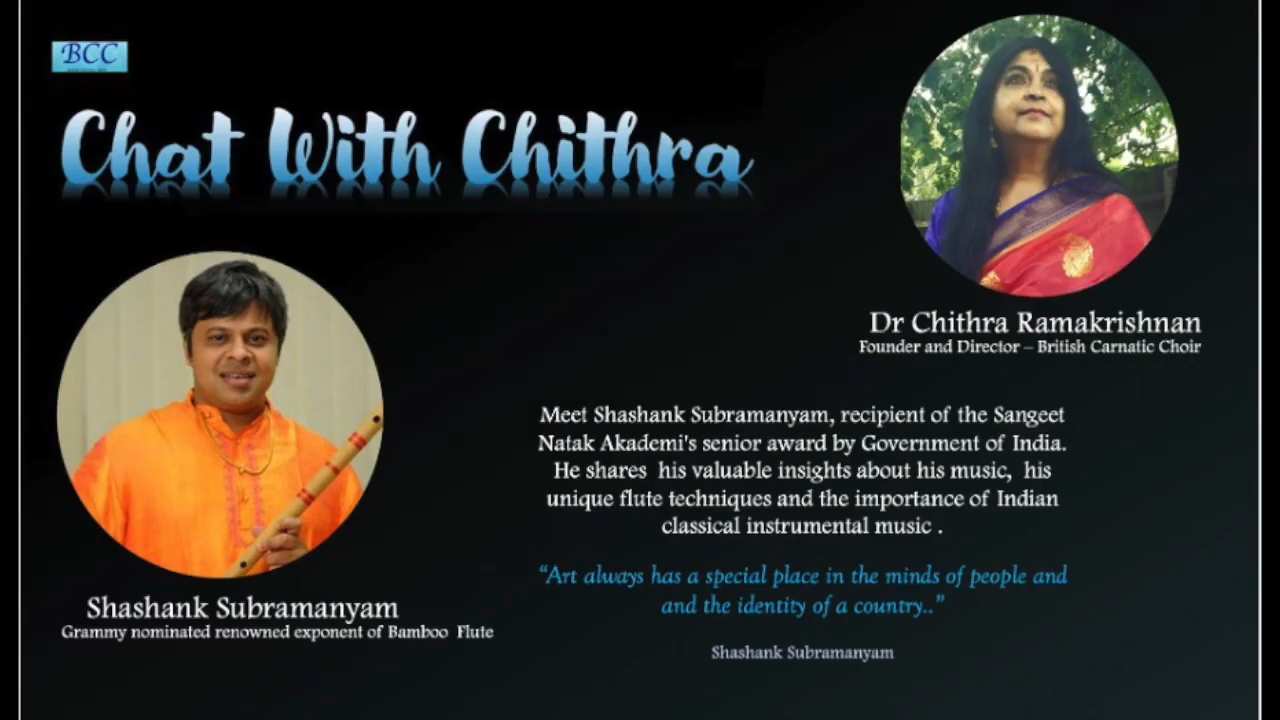 BCC
Chat With Chithra
Dr Chithra Ramakrishnan
Founder and Director – British Carnatic Choir
Meet Shashank Subramanyam, recipient of the Sangeet
Natak Akademi's senior award by Government of India.
He shares his valuable insights about his music, his
unique flute techniques and the importance of Indian
classical instrumental music .
“Art always has a special place in the minds of people and
and the identity of a country..”
Shashank Subramanyam
Shashank Subramanyam
Grammy nominated renowned exponent of Bamboo Flute